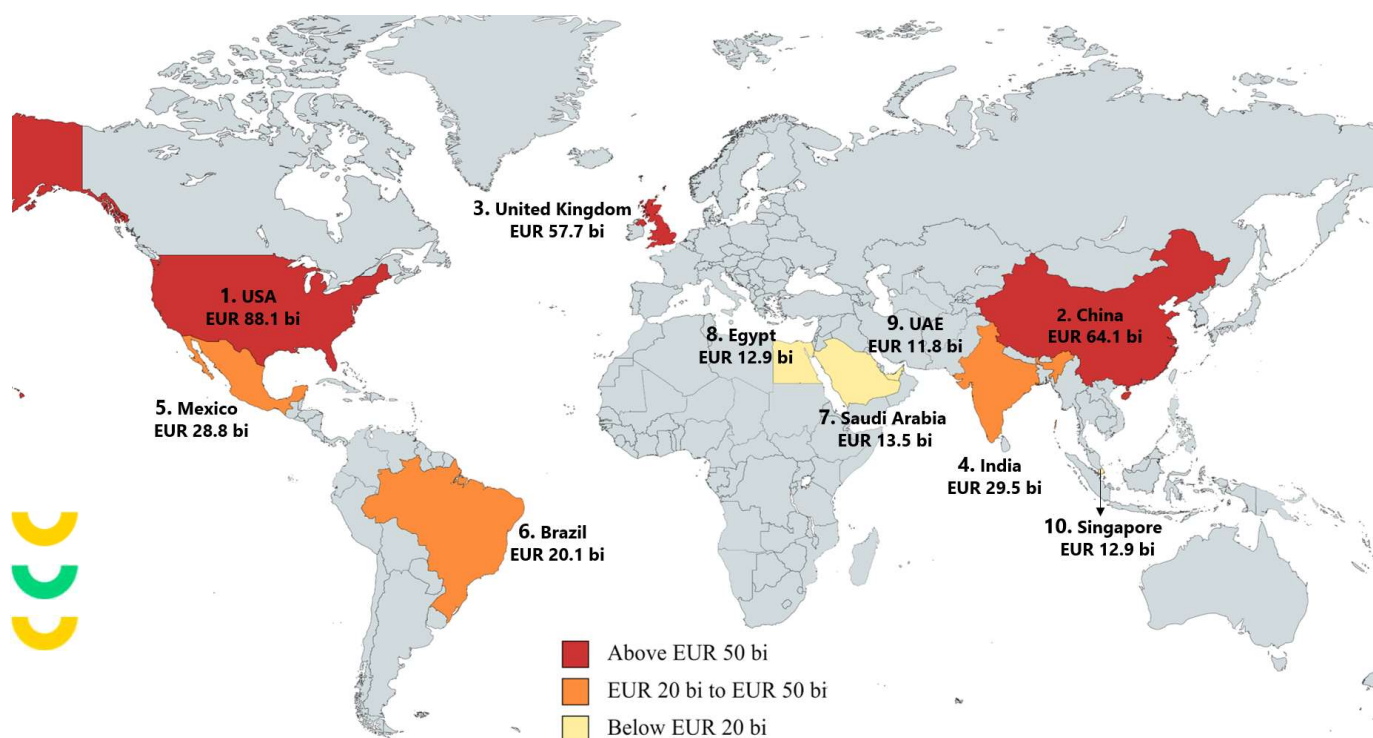 1. USA
EUR 88.1 bi
2. China
EUR 64.1 bi
3. United Kingdom
EUR 57.7 bi
4. India
EUR 29.5 bi
5. Mexico
EUR 28.8 bi
6. Brazil
EUR 20.1 bi
7. Saudi Arabia
EUR 13.5 bi
8. Egypt
EUR 12.9 bi
9. UAE
EUR 11.8 bi
10. Singapore
EUR 12.9 bi
Above EUR 50 bi
EUR 20 bi to EUR 50 bi
Below EUR 20 bi